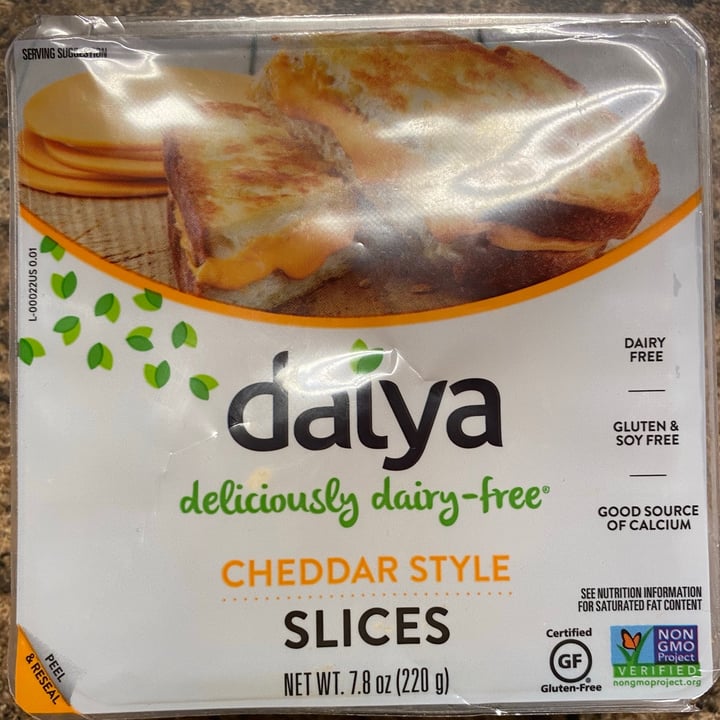 SERVING SUGGESTION
L-00022US 0.01
daiya
deliciously dairy-free®
CHEDDAR STYLE
SLICES
NET WT. 7.8 oz (220 g)
DAIRY
FREE
GLUTEN &
SOY FREE
GOOD SOURCE
OF CALCIUM
SEE NUTRITION INFORMATION
FOR SATURATED FAT CONTENT
Certified
GF
Gluten-Free
NON
GMO
Project
VERIFIED
nongmoproject.org
PEEL
& RESEAL